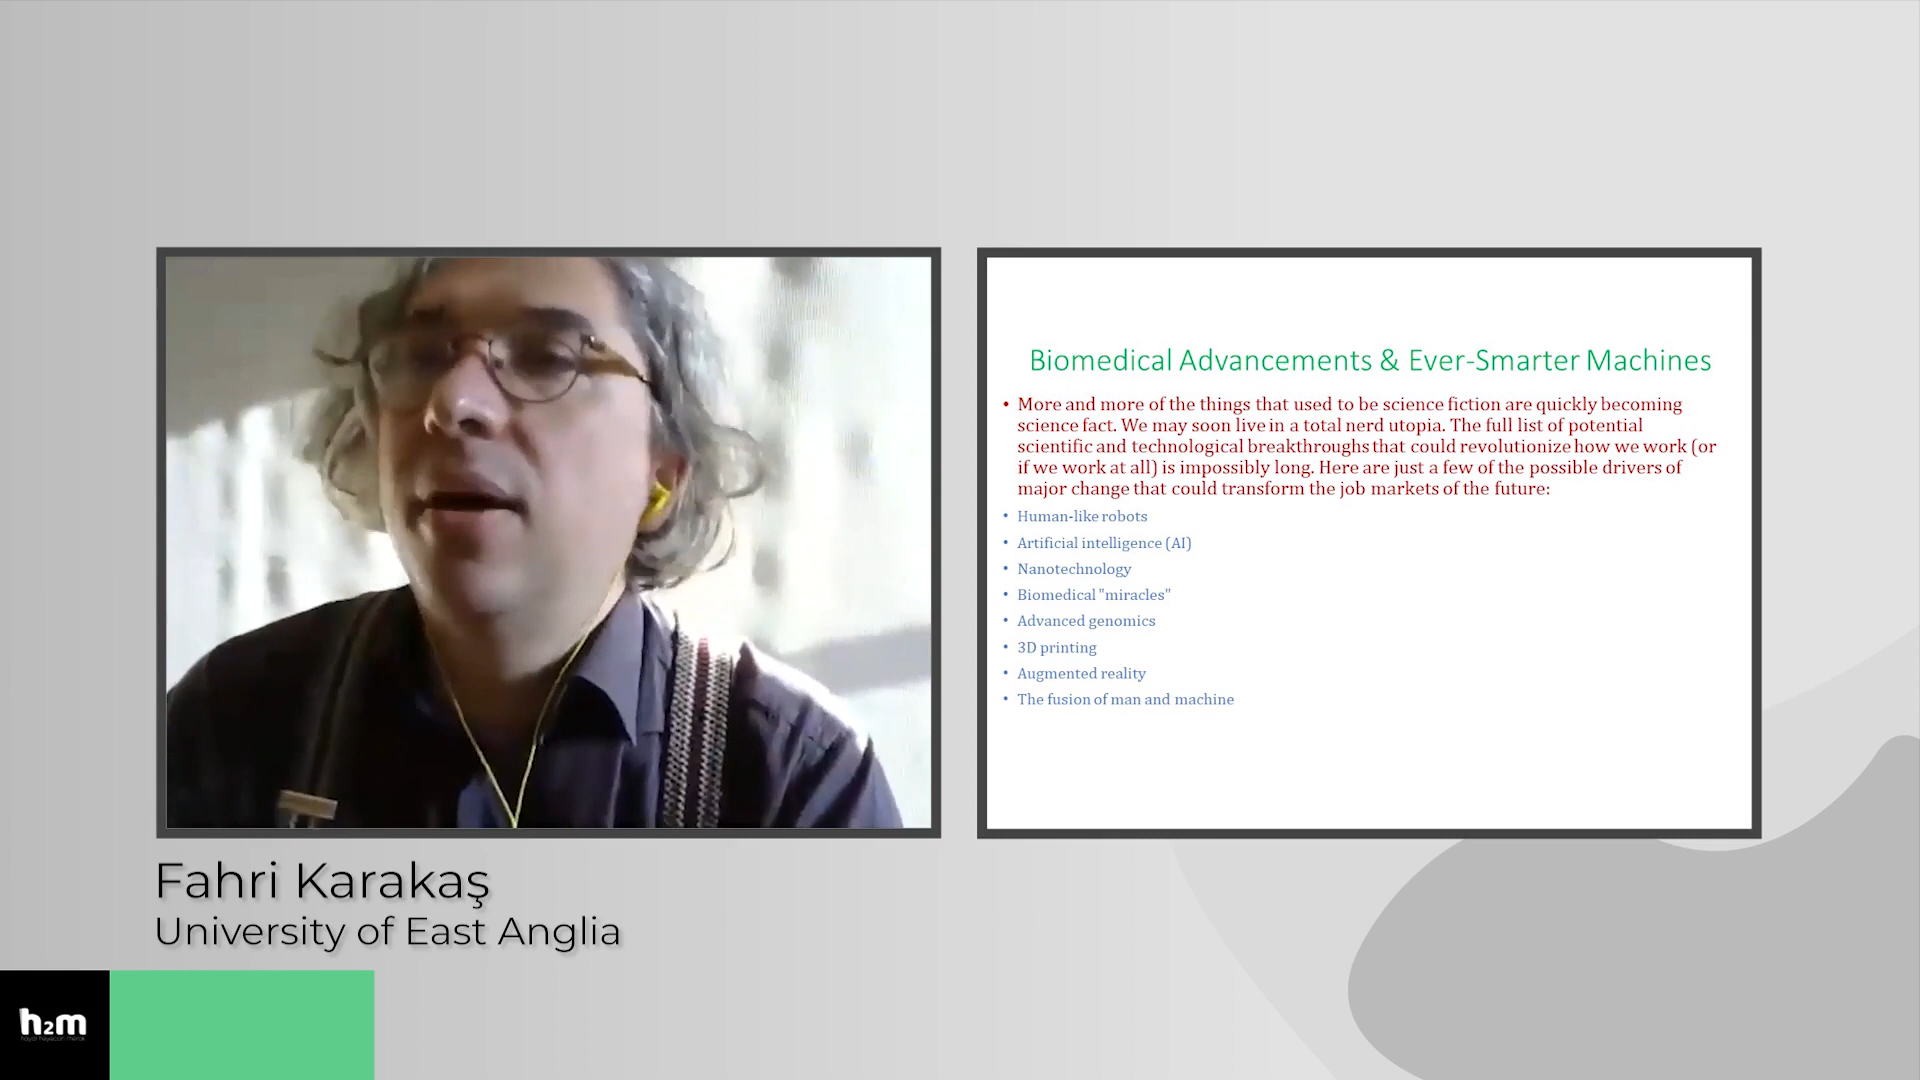 Biomedical Advancements & Ever-Smarter Machines
• More and more of the things that used to be science fiction are quickly becoming
science fact. We may soon live in a total nerd utopia. The full list of potential
scientific and technological breakthroughs that could revolutionize how we work (or
if we work at all) is impossibly long. Here are just a few of the possible drivers of
major change that could transform the job markets of the future:
• Human-like robots
• Artificial intelligence (AI)
• Nanotechnology
• Biomedical "miracles"
• Advanced genomics
• 3D printing
• Augmented reality
• The fusion of man and machine
Fahri Karakaş
University of East Anglia
h2m